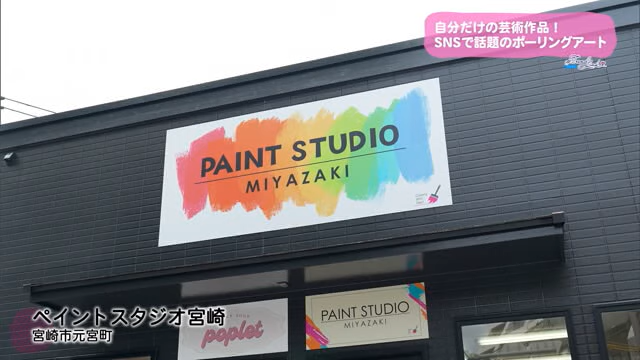 自分だけの芸術作品！
SNSで話題のポーリングアート
PAINT STUDIO
MIYAZAKI
ペイントスタジオ宮崎
宮崎市元宮町
poplot
PAINT STUDIO
MIYAZAKI